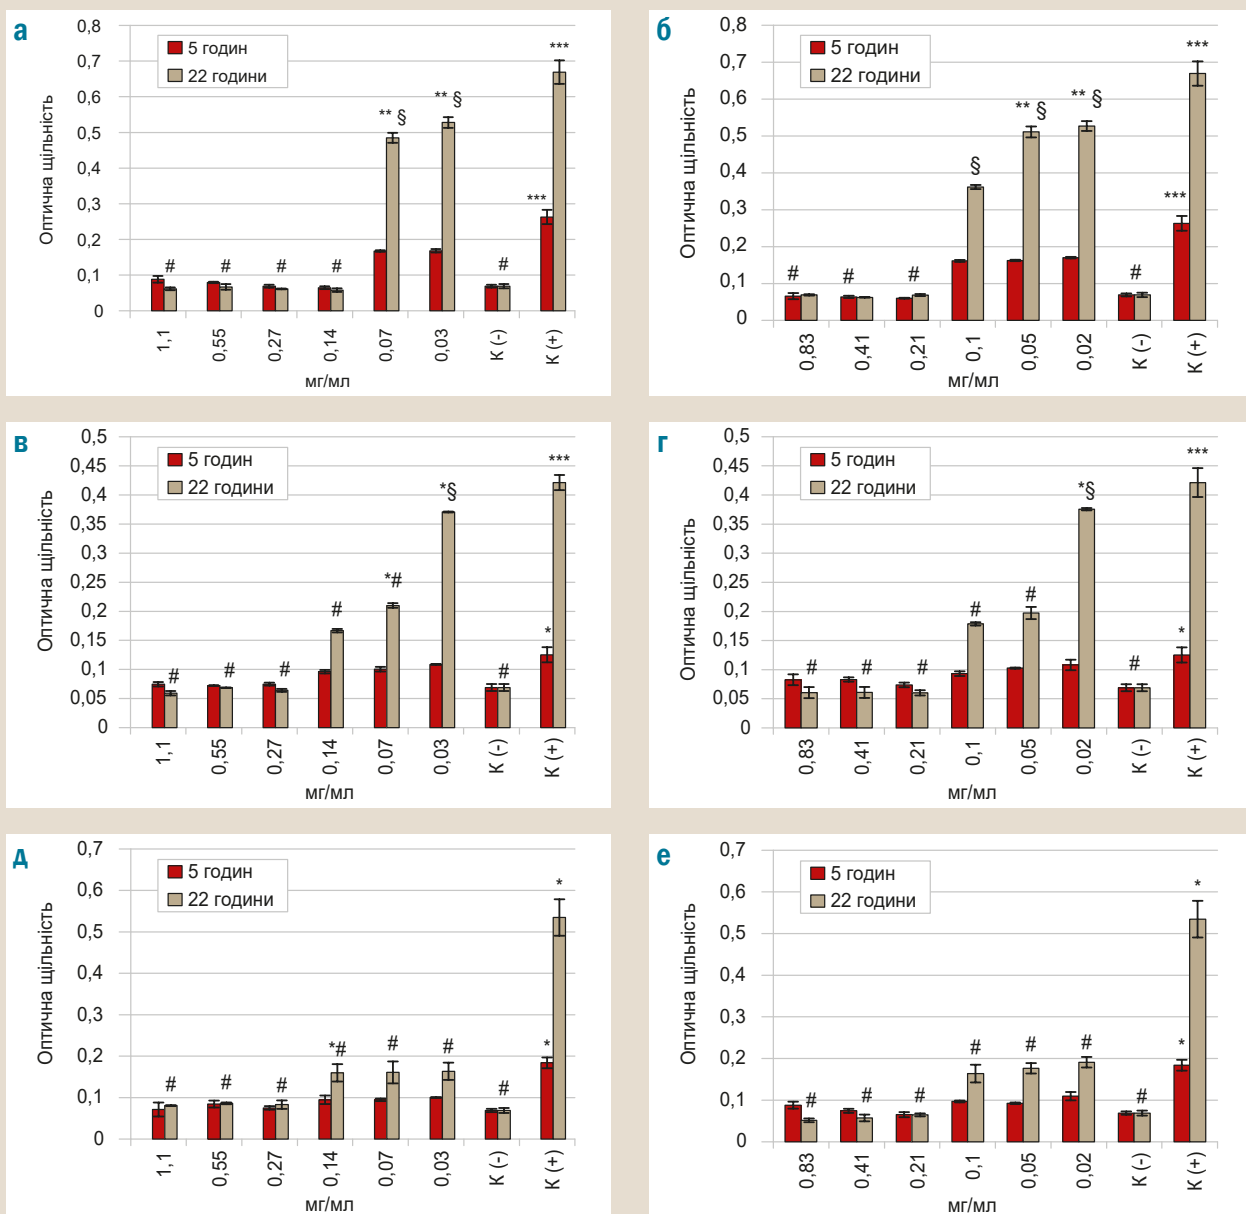 а
0,8
0,7
0,6
0,5
0,4
0,3
0,2
0,1
0
Оптична щільність
5 годин
22 години
# # # # ** § ** § # *** ***
1,1 0,55 0,27 0,14 0,07 0,03 К (-) К (+)
мг/мл
б
0,8
0,7
0,6
0,5
0,4
0,3
0,2
0,1
0
Оптична щільність
5 годин
22 години
# # # § ** § ** § # *** ***
0,83 0,41 0,21 0,1 0,05 0,02 К (-) К (+)
мг/мл
в
0,5
0,45
0,4
0,35
0,3
0,25
0,2
0,15
0,1
0,05
0
Оптична щільність
5 годин
22 години
# # # # *# *§ # * ***
1,1 0,55 0,27 0,14 0,07 0,03 К (-) К (+)
мг/мл
г
0,5
0,45
0,4
0,35
0,3
0,25
0,2
0,15
0,1
0,05
0
Оптична щільність
5 годин
22 години
# # # # # *§ # * ***
0,83 0,41 0,21 0,1 0,05 0,02 К (-) К (+)
мг/мл
д
0,7
0,6
0,5
0,4
0,3
0,2
0,1
0
Оптична щільність
5 годин
22 години
# # # *# # # # * *
1,1 0,55 0,27 0,14 0,07 0,03 К (-) К (+)
мг/мл
е
0,7
0,6
0,5
0,4
0,3
0,2
0,1
0
Оптична щільність
5 годин
22 години
# # # # # # # * *
0,83 0,41 0,21 0,1 0,05 0,02 К (-) К (+)
мг/мл